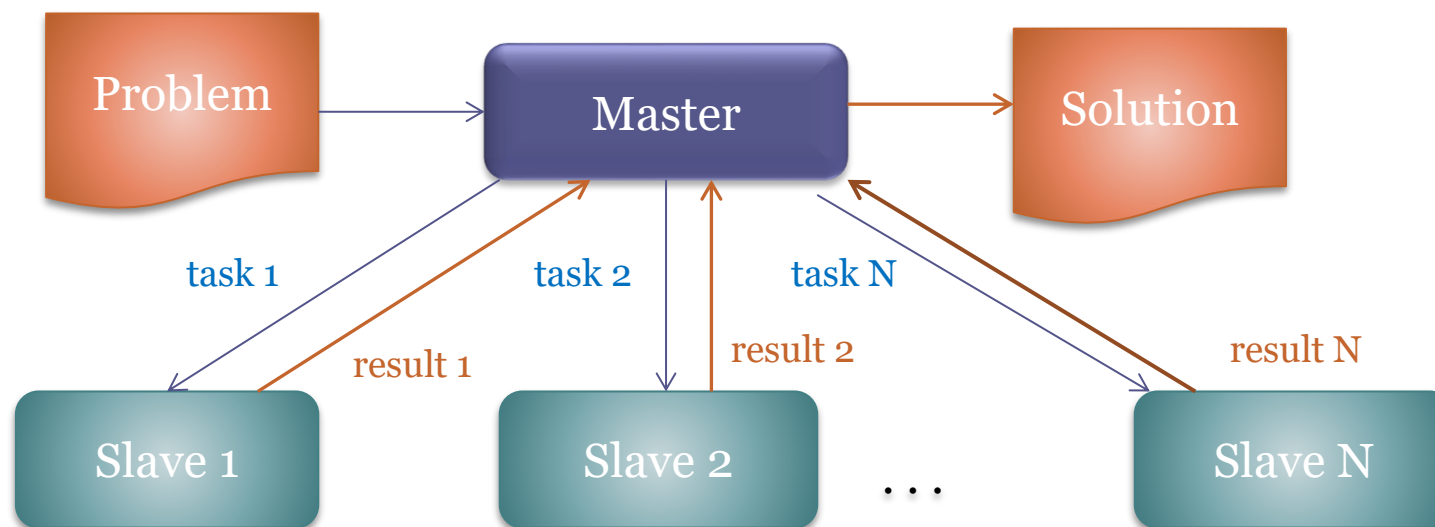 Problem
Master
Solution
task 1
task 2
task N
result 1
result 2
result N
Slave 1
Slave 2
. . .
Slave N